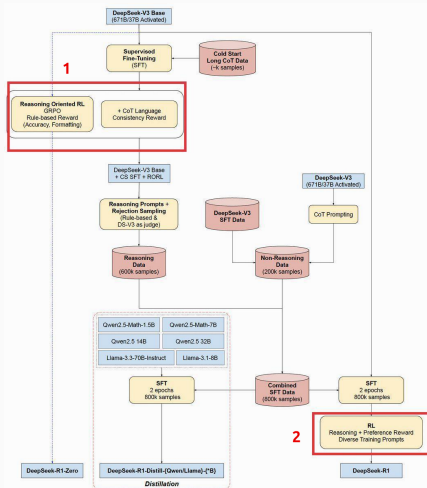 DeepSeek-V3 Base
(671B/37B Activated)
1
Supervised
Fine-Tuning
(SFT)
Cold Start
Long CoT Data
(~k samples)
Reasoning Oriented RL
GRPO
Rule-based Reward
(Accuracy, Formatting)
+ CoT Language
Consistency Reward
DeepSeek-V3 Base
+ CS SFT + RORL
DeepSeek-V3
(671B/37B Activated)
Reasoning Prompts +
Rejection Sampling
(Rule-based &
DS-V3 as judge)
DeepSeek-V3
SFT Data
CoT Prompting
Reasoning
Data
(600k samples)
Non-Reasoning
Data
(200k samples)
Qwen2.5-Math-1.5B
Qwen2.5-Math-7B
Qwen2.5 14B
Qwen2.5 32B
Llama-3.3-70B-Instruct
Llama-3.1-8B
SFT
2 epochs
800k samples
Combined
SFT Data
(800k samples)
SFT
2 epochs
800k samples
2
RL
Reasoning + Preference Reward
Diverse Training Prompts
DeepSeek-R1-Zero
DeepSeek-R1-Distill-{Qwen/Llama}-{*B}
DeepSeek-R1
Distillation